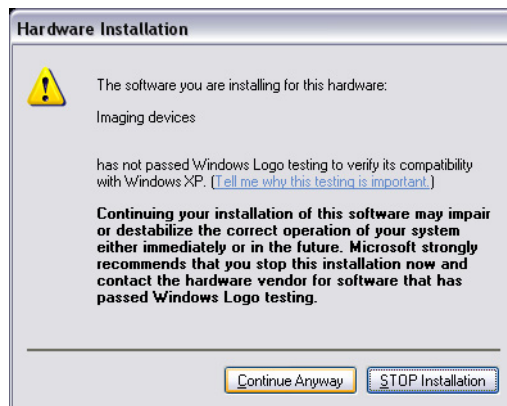 Hardware Installation
The software you are installing for this hardware:
Imaging devices
has not passed Windows Logo testing to verify its compatibility
with Windows XP. (Tell me why this testing is important.)
Continuing your installation of this software may impair
or destabilize the correct operation of your system
either immediately or in the future. Microsoft strongly
recommends that you stop this installation now and
contact the hardware vendor for software that has
passed Windows Logo testing.
Continue Anyway STOP Installation